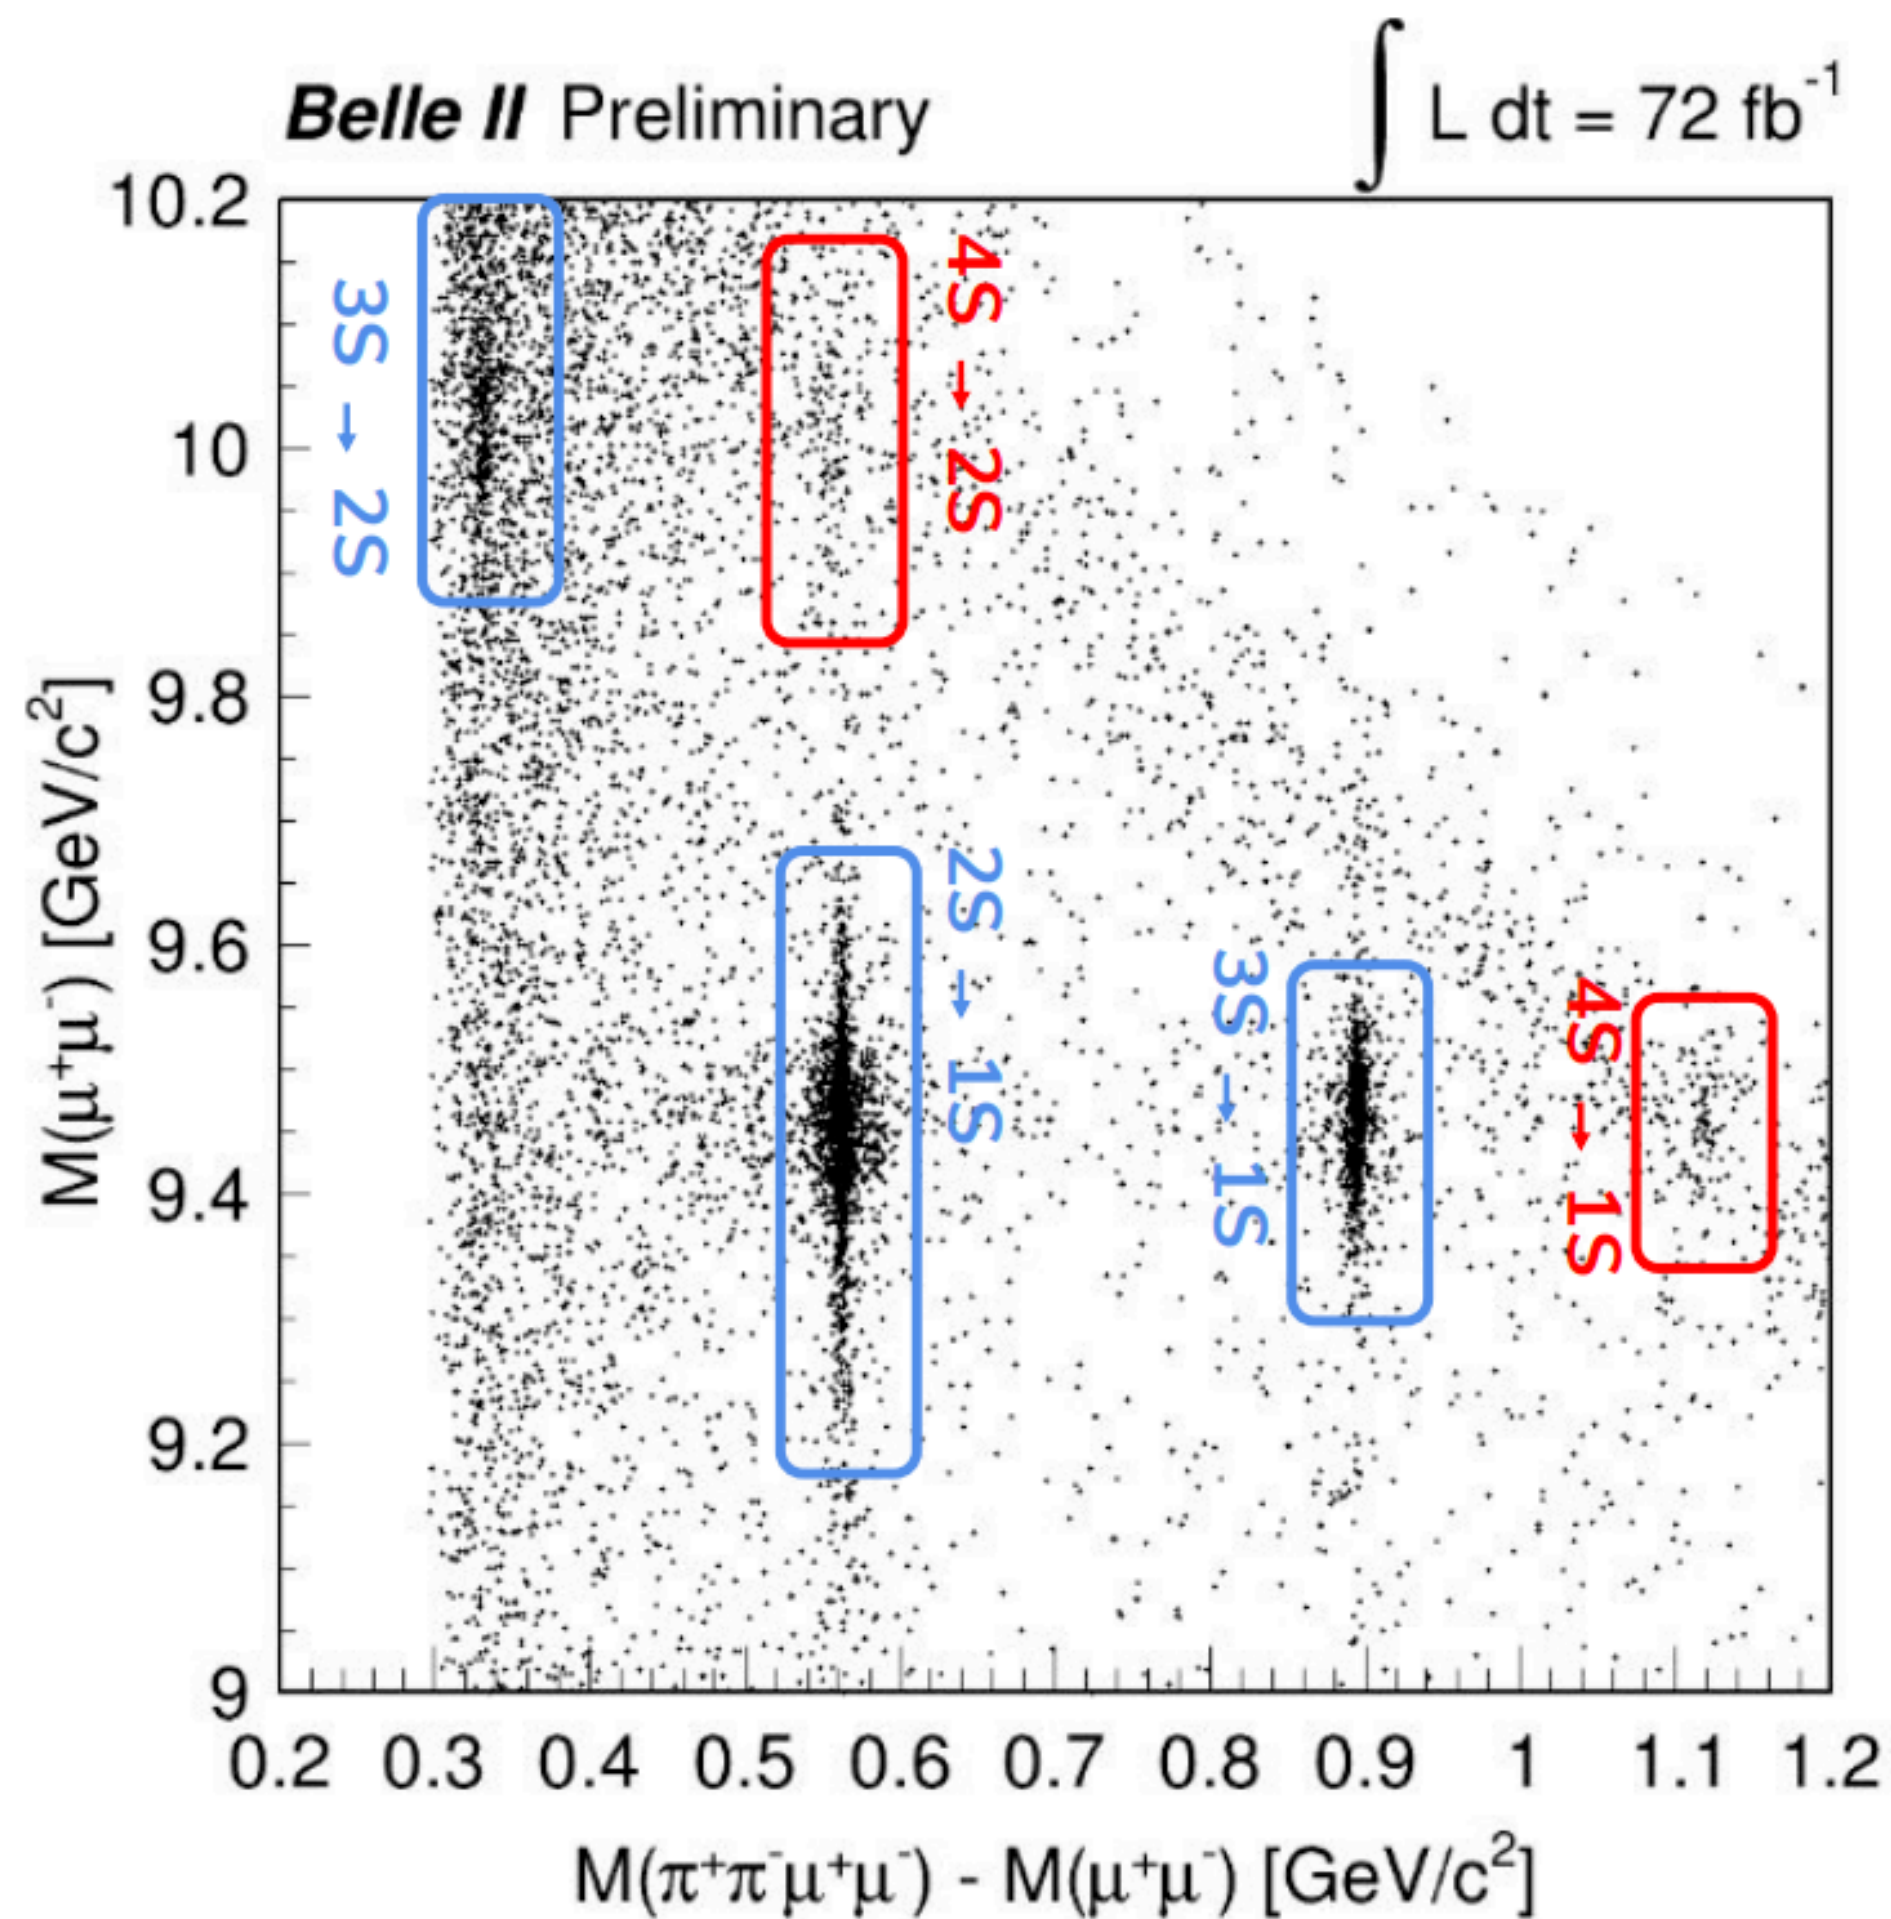 Belle II Preliminary
∫ L dt = 72 fb⁻¹
10.2
10
9.8
9.6
9.4
9.2
9
M(μ⁺μ⁻) [GeV/c²]
3S → 2S
4S → 2S
2S → 1S
3S → 1S
4S → 1S
0.2 0.3 0.4 0.5 0.6 0.7 0.8 0.9 1 1.1 1.2
M(π⁺π⁻μ⁺μ⁻) - M(μ⁺μ⁻) [GeV/c²]